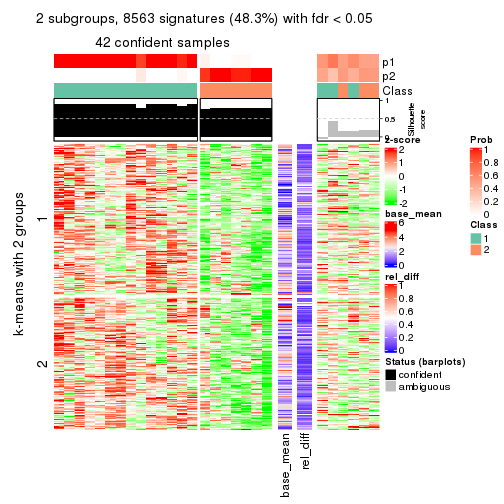 2 subgroups, 8563 signatures (48.3%) with fdr < 0.05
42 confident samples
p1
p2
Class
1
0.5
0
Silhouette
score
k-means with 2 groups
1
2
base_mean
rel_diff
z-score
2
1
0
-1
-2
base_mean
6
4
2
0
rel_diff
1
0.8
0.6
0.4
0.2
0
Status (barplots)
confident
ambiguous
Prob
1
0.8
0.6
0.4
0.2
0
Class
1
2